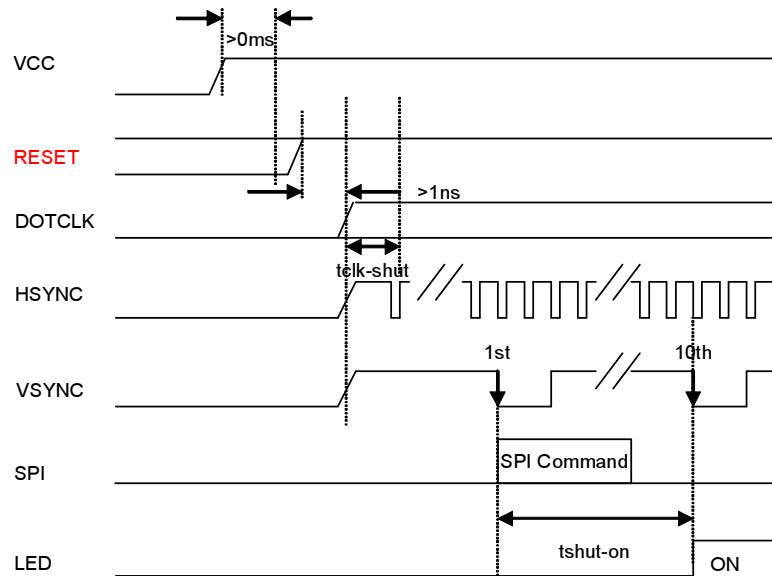 >0ms
VCC
RESET
>1ns
DOTCLK
tclk-shut
HSYNC
1st
10th
VSYNC
SPI Command
SPI
tshut-on
LED
ON